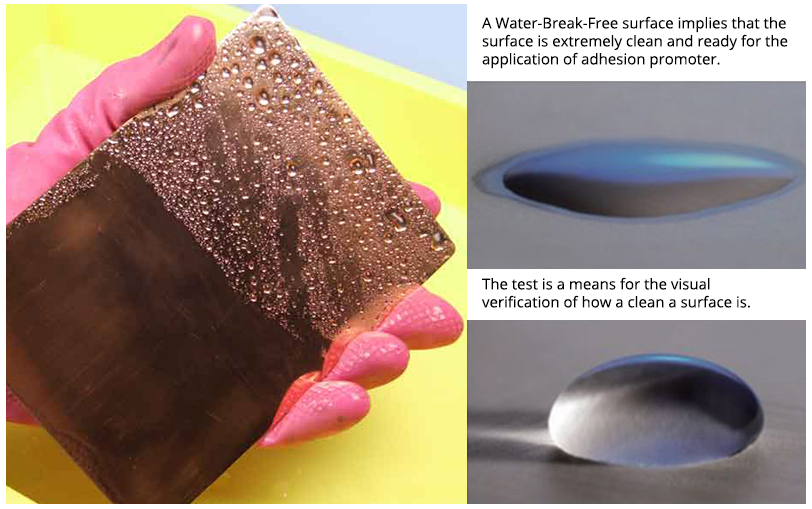 A Water-Break-Free surface implies that the
surface is extremely clean and ready for the
application of adhesion promoter.
The test is a means for the visual
verification of how a clean a surface is.